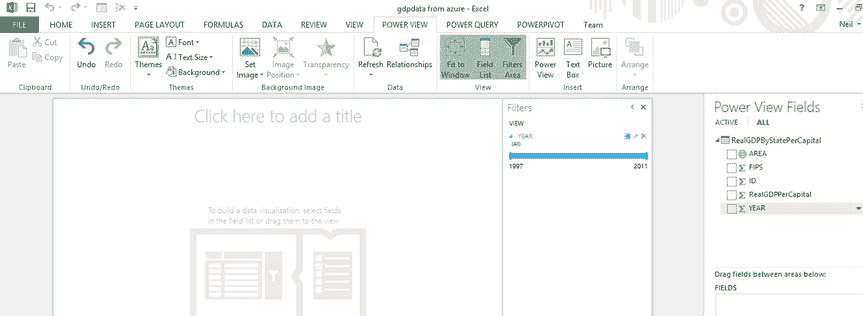 gdpdata from azure - Excel
FILE HOME INSERT PAGE LAYOUT FORMULAS DATA REVIEW VIEW POWER VIEW POWER QUERY POWERPIVOT Team Neil
Paste Cut Copy Undo Redo Themes Font Text Size Background Set Image Image Position Transparency Refresh Relationships Fit to Window Field List Filters Area Power View Text Box Picture Arrange
Clipboard Undo/Redo Themes Background Image Data View Insert Arrange
Click here to add a title
To build a data visualization, select fields
in the field list or drag them to the view
Filters
VIEW
YEAR
(All)
1997 2011
Power View Fields
ACTIVE ALL
RealGDPByStatePerCapital
AREA
FIPS
ID
RealGDPPerCapital
YEAR
Drag fields between areas below:
FIELDS